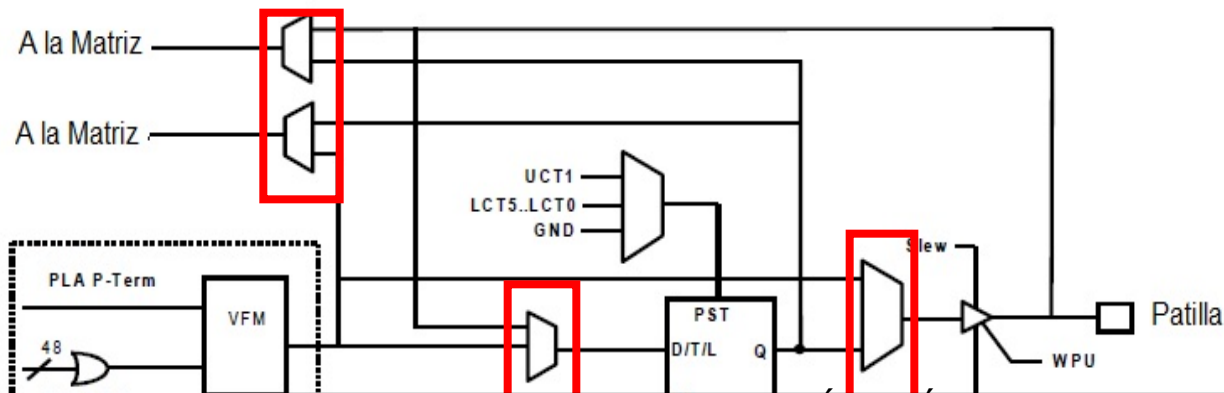 A la Matriz
A la Matriz
UCT1
LCT5..LCT0
GND
Slew
PLA P-Term
VFM
PST
Patilla
48
D/T/L
Q
WPU